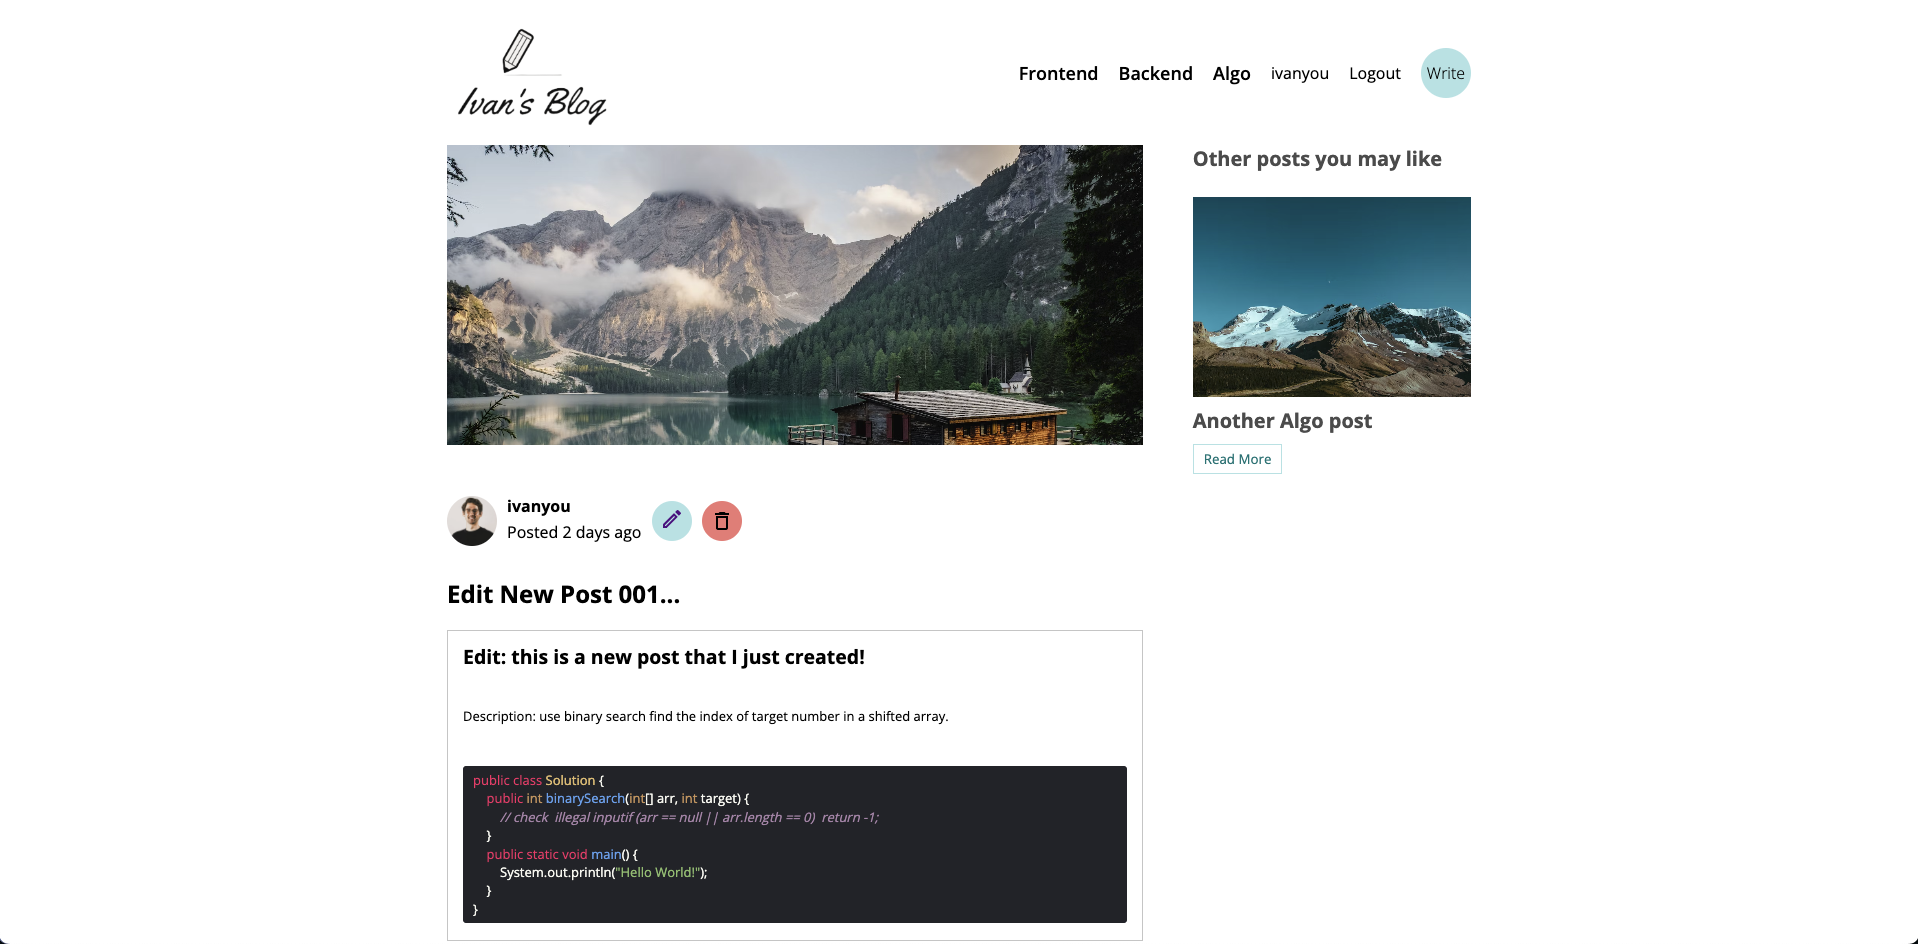 Ivan's Blog
Frontend Backend Algo ivanyou Logout Write
Other posts you may like
Another Algo post
Read More
ivanyou
Posted 2 days ago
Edit New Post 001...
Edit: this is a new post that I just created!
Description: use binary search find the index of target number in a shifted array.
public class Solution {
    public int binarySearch(int[] arr, int target) {
        // check  illegal inputif (arr == null || arr.length == 0)  return -1;
    }
    public static void main() {
        System.out.println("Hello World!");
    }
}